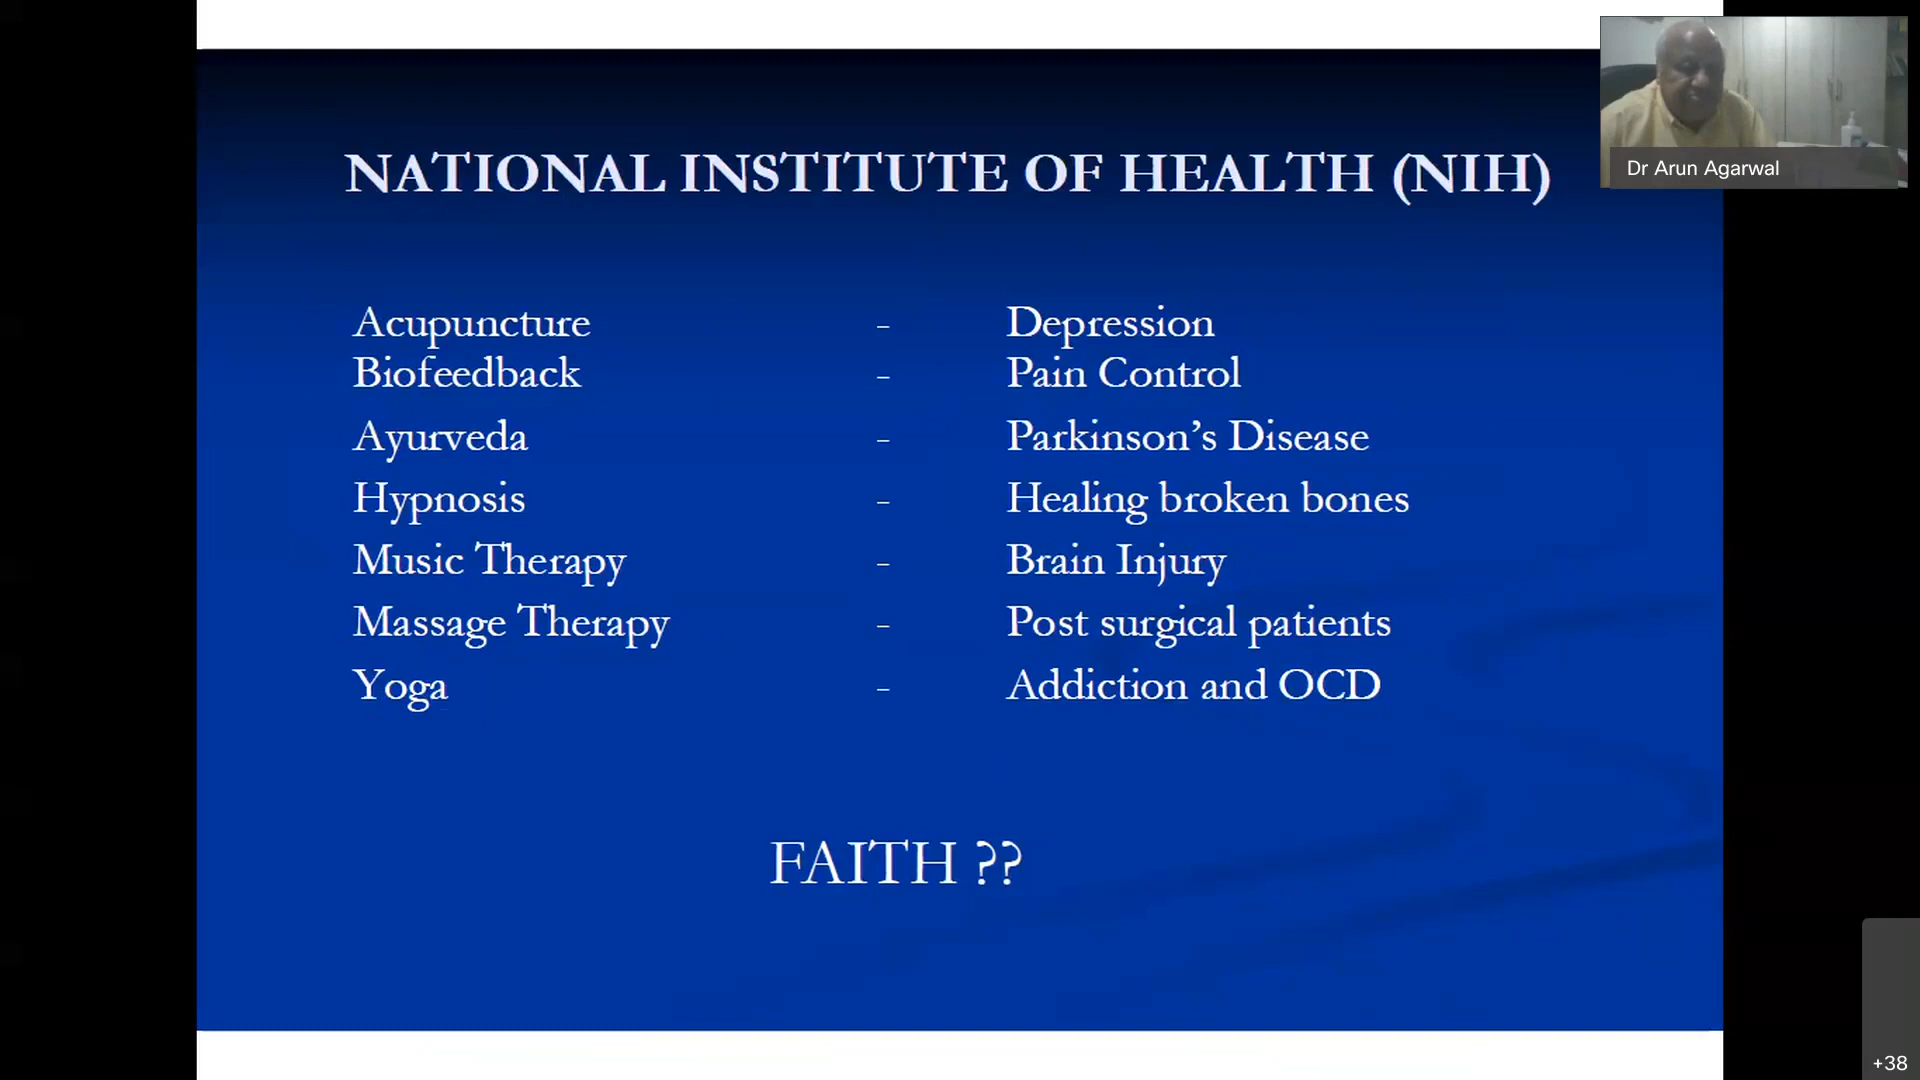 NATIONAL INSTITUTE OF HEALTH (NIH)
Dr Arun Agarwal
Acupuncture - Depression
Biofeedback - Pain Control
Ayurveda - Parkinson’s Disease
Hypnosis - Healing broken bones
Music Therapy - Brain Injury
Massage Therapy - Post surgical patients
Yoga - Addiction and OCD
FAITH ??
+38